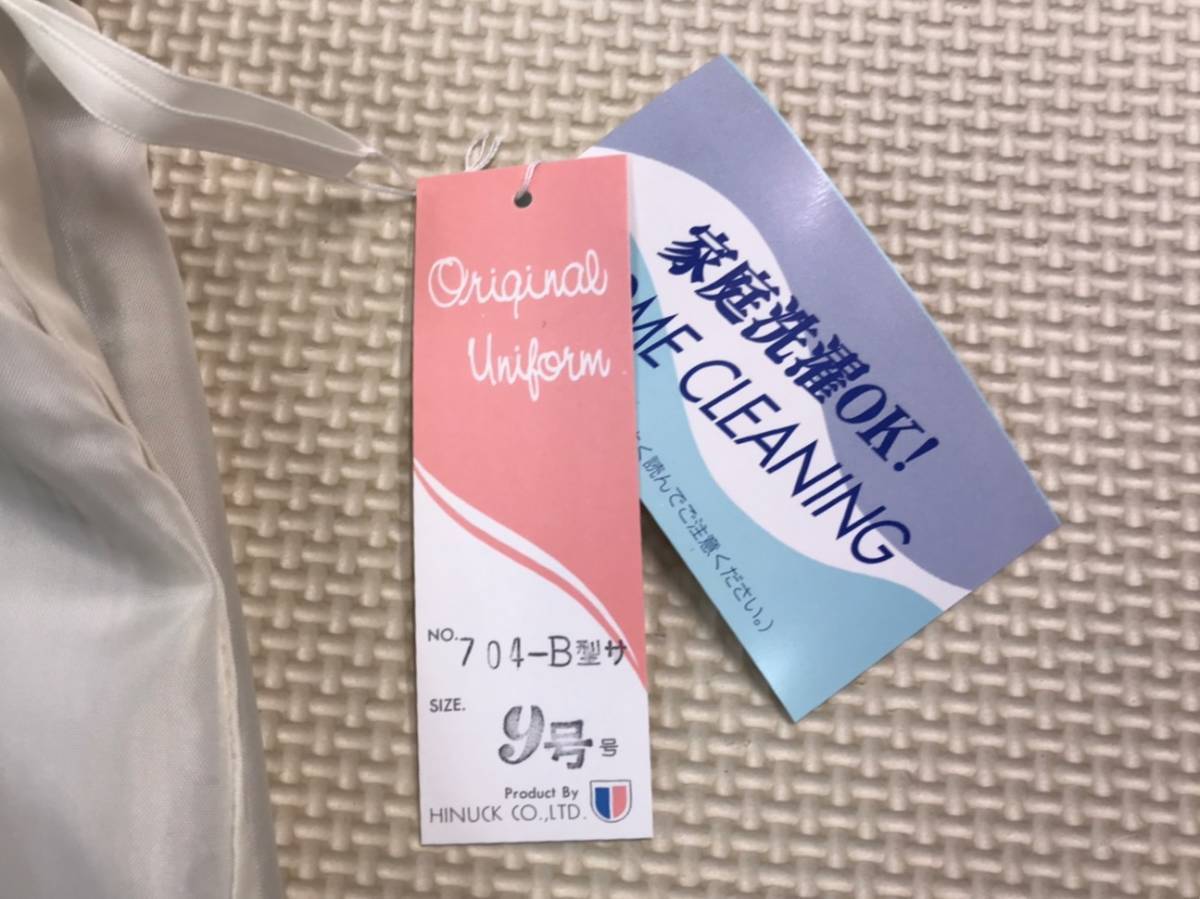 Original
Uniform
NO. 704-B型サ
SIZE.
9号 号
Product By
HINUCK CO.,LTD.
家庭洗濯OK!
OME CLEANING
く読んでご注意ください。)